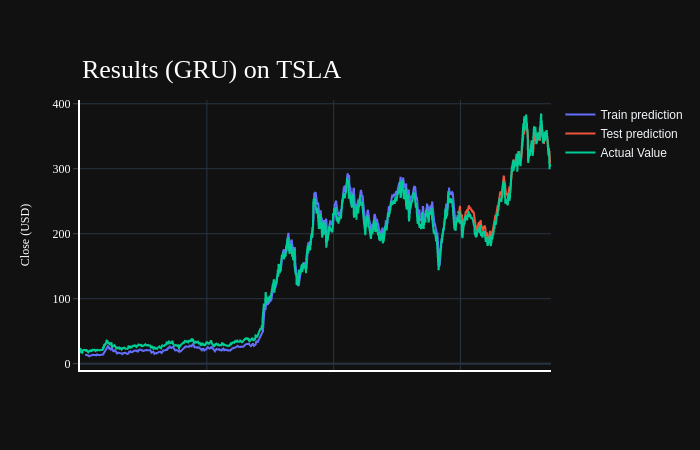 Results (GRU) on TSLA
400
300
200
100
0
Close (USD)
Train prediction
Test prediction
Actual Value